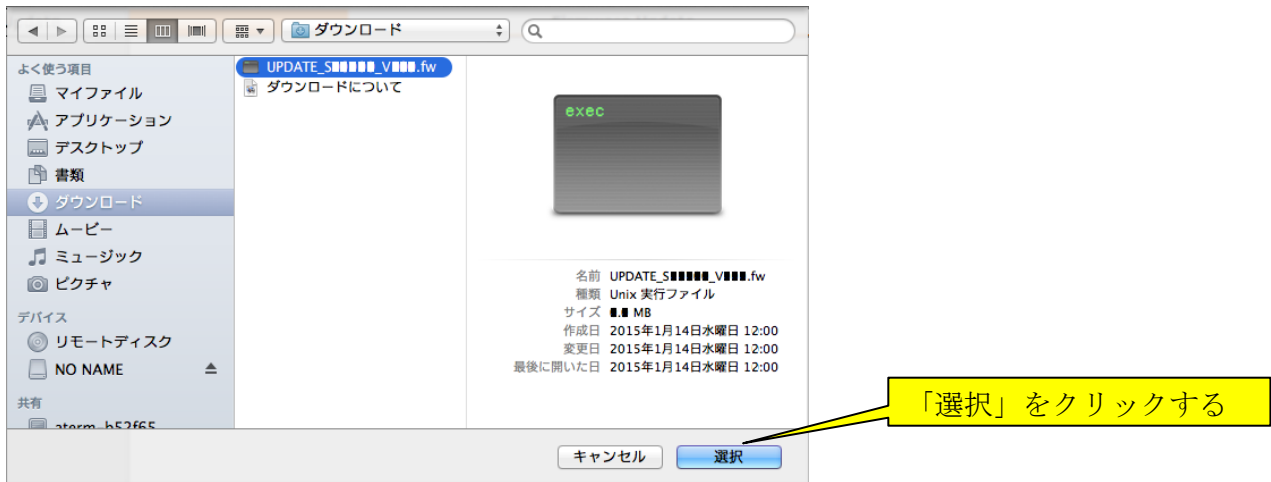 ダウンロード
よく使う項目
マイファイル
アプリケーション
デスクトップ
書類
ダウンロード
ムービー
ミュージック
ピクチャ
デバイス
リモートディスク
NO NAME
共有
aterm-b52f65
UPDATE_S■■■■■_V■■■.fw
ダウンロードについて
exec
名前 UPDATE_S■■■■■_V■■■.fw
種類 Unix 実行ファイル
サイズ ■.■ MB
作成日 2015年1月14日水曜日 12:00
変更日 2015年1月14日水曜日 12:00
最後に開いた日 2015年1月14日水曜日 12:00
キャンセル
選択
「選択」をクリックする